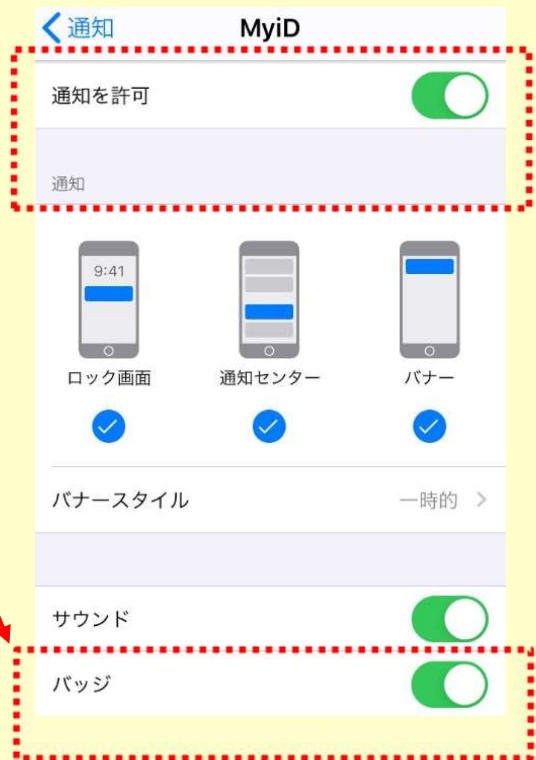 通知 MyiD
通知を許可
通知
9:41
ロック画面 通知センター バナー
バナースタイル 一時的
サウンド
バッジ